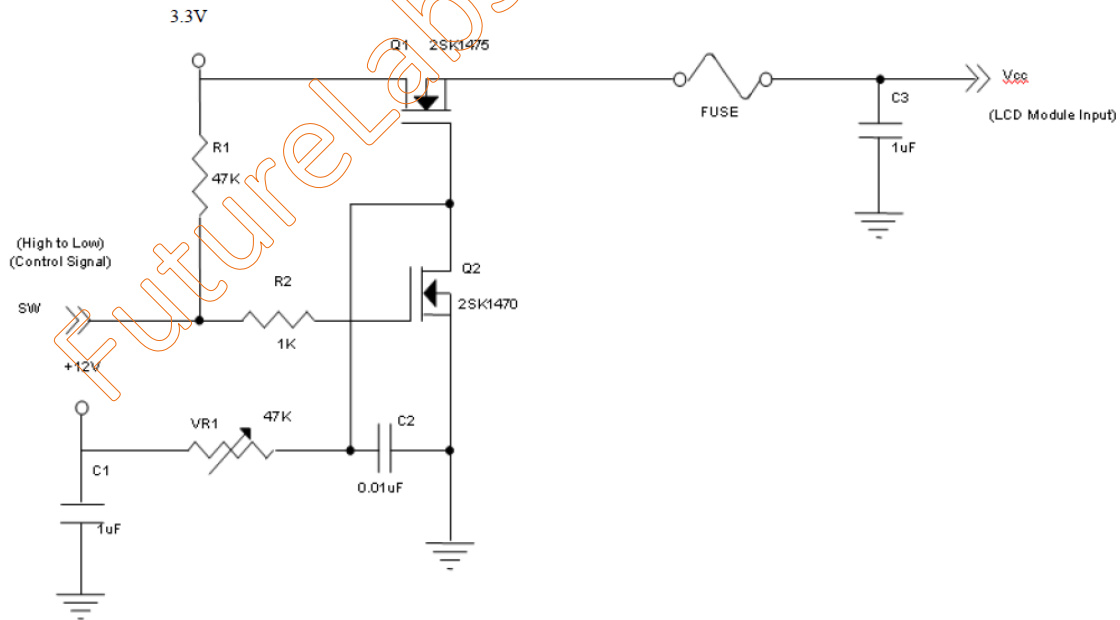 3.3V
Q1 2SK1475
FUSE
Vcc
(LCD Module Input)
C3
1uF
R1
47K
(High to Low)
(Control Signal)
SW
R2
1K
Q2
2SK1470
+12V
VR1
47K
C2
0.01uF
C1
1uF
FutureLabs